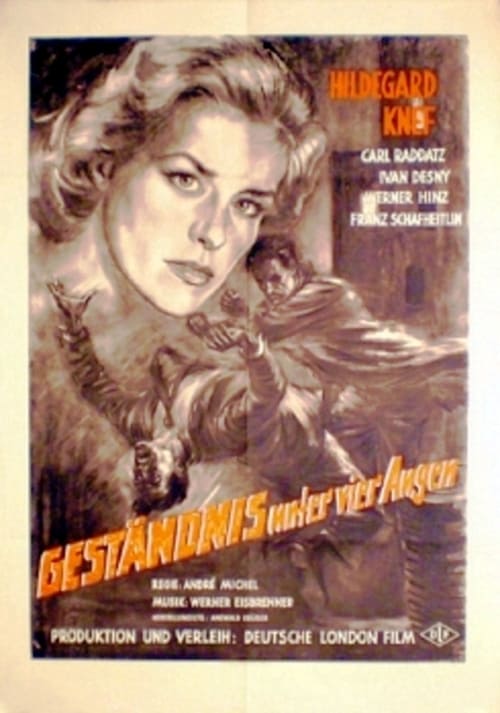 HILDEGARD
KNEF
CARL RADDATZ
IVAN DESNY
WERNER HINZ
FRANZ SCHAFHEITLIN
GESTÄNDNIS unter vier Augen
REGIE: ANDRÉ MICHEL
MUSIK: WERNER EISBRENNER
PRODUKTION UND VERLEIH: DEUTSCHE LONDON FILM